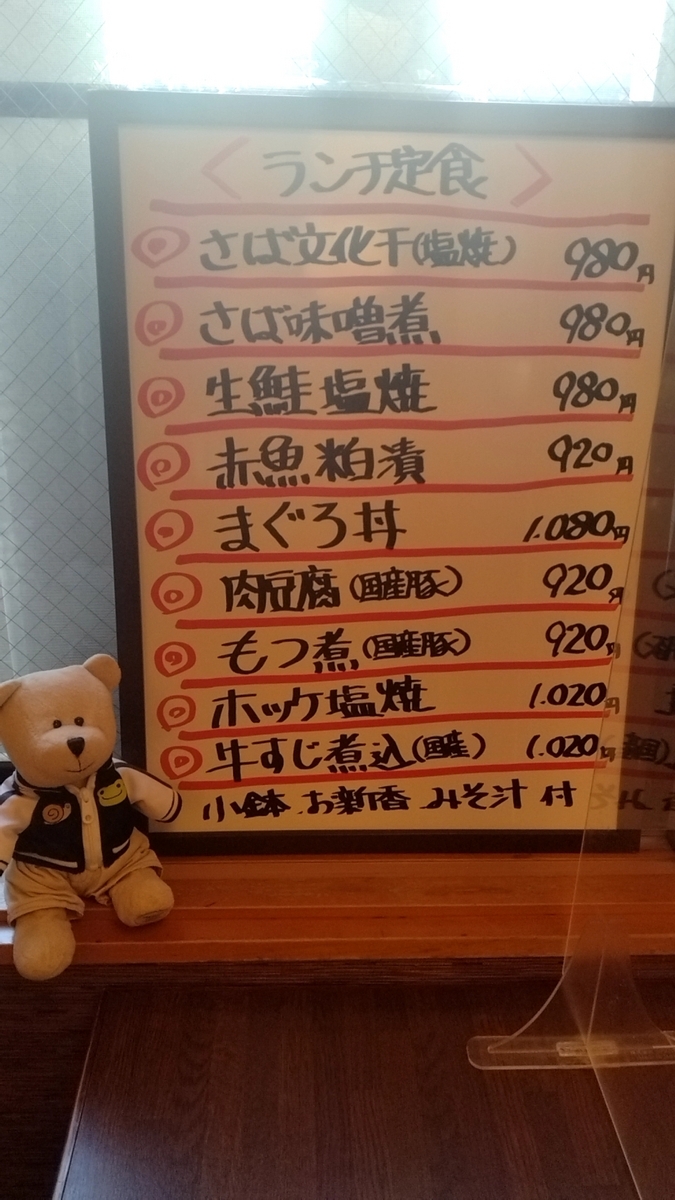 <ランチ定食>
さば文化干(塩焼) 980円
さば味噌煮 980円
生鮭塩焼 980円
赤魚粕漬 920円
まぐろ丼 1.080円
肉豆腐(国産豚) 920円
もつ煮(国産豚) 920円
ホッケ塩焼 1.020円
牛すじ煮込(国産) 1.020円
小鉢 お新香 みそ汁 付